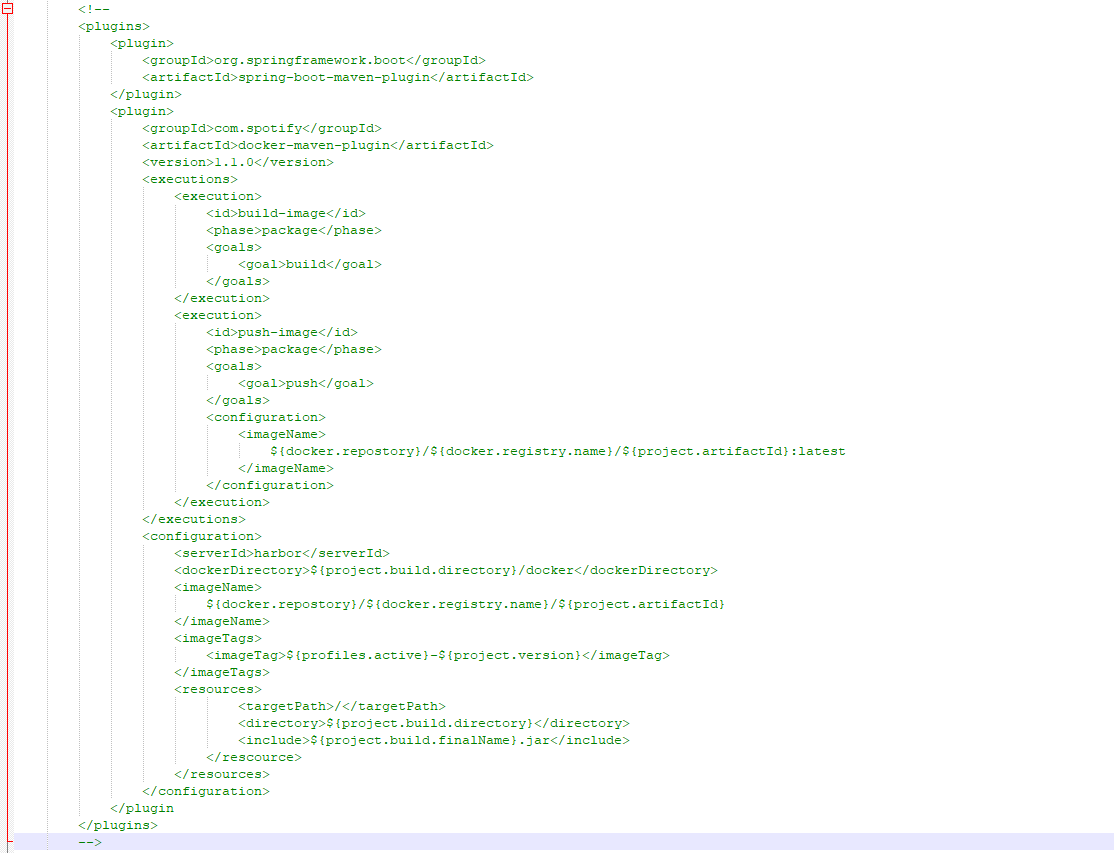 <!--
<plugins>
<plugin>
<groupId>org.springframework.boot</groupId>
<artifactId>spring-boot-maven-plugin</artifactId>
</plugin>
<plugin>
<groupId>com.spotify</groupId>
<artifactId>docker-maven-plugin</artifactId>
<version>1.1.0</version>
<executions>
<execution>
<id>build-image</id>
<phase>package</phase>
<goals>
<goal>build</goal>
</goals>
</execution>
<execution>
<id>push-image</id>
<phase>package</phase>
<goals>
<goal>push</goal>
</goals>
<configuration>
<imageName>
${docker.repostory}/${docker.registry.name}/${project.artifactId}:latest
</imageName>
</configuration>
</execution>
</executions>
<configuration>
<serverId>harbor</serverId>
<dockerDirectory>${project.build.directory}/docker</dockerDirectory>
<imageName>
${docker.repostory}/${docker.registry.name}/${project.artifactId}
</imageName>
<imageTags>
<imageTag>${profiles.active}-${project.version}</imageTag>
</imageTags>
<resources>
<targetPath>/</targetPath>
<directory>${project.build.directory}</directory>
<include>${project.build.finalName}.jar</include>
</rescource>
</resources>
</configuration>
</plugin
</plugins>
-->